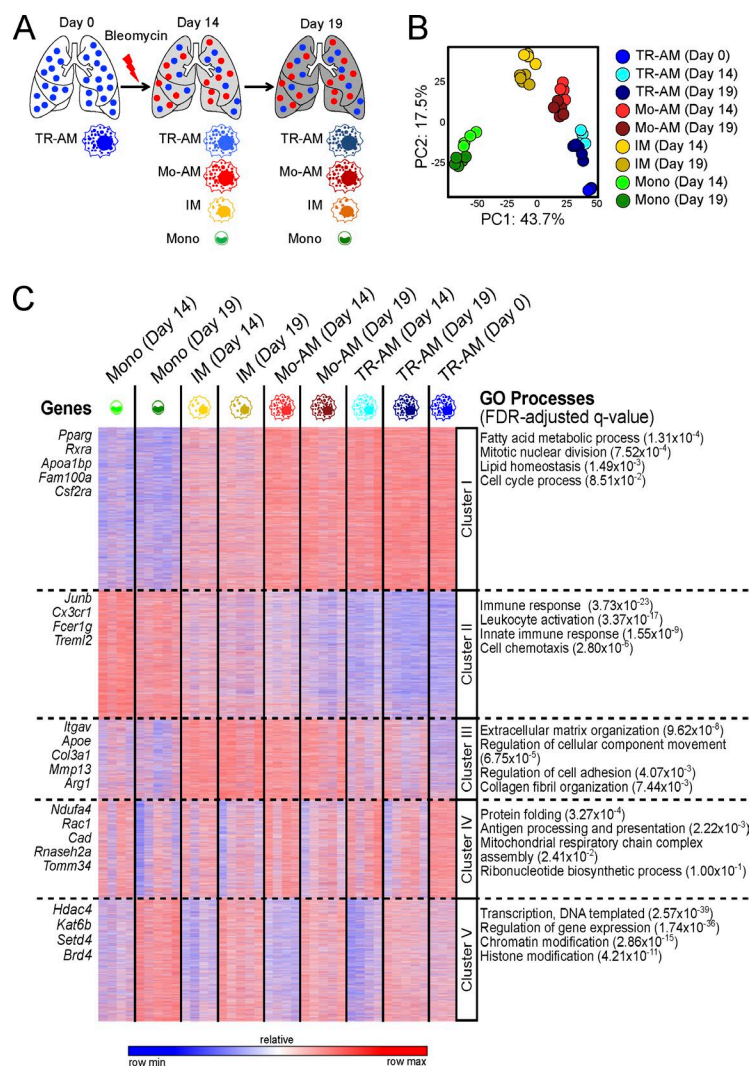 A
Day 0
Day 14
Day 19
Bleomycin
TR-AM
TR-AM
TR-AM
Mo-AM
Mo-AM
IM
IM
Mono
Mono
B
PC2: 17.5%
25
0
-25
-50
-25
0
25
50
PC1: 43.7%
TR-AM (Day 0)
TR-AM (Day 14)
TR-AM (Day 19)
Mo-AM (Day 14)
Mo-AM (Day 19)
IM (Day 14)
IM (Day 19)
Mono (Day 14)
Mono (Day 19)
C
Mono (Day 14)
Mono (Day 19)
IM (Day 14)
IM (Day 19)
Mo-AM (Day 14)
Mo-AM (Day 19)
TR-AM (Day 14)
TR-AM (Day 19)
TR-AM (Day 0)
Genes
GO Processes
(FDR-adjusted q-value)
Pparg
Rxra
Apoa1bp
Fam100a
Csf2ra
Cluster I
Fatty acid metabolic process (1.31x10-4)
Mitotic nuclear division (7.52x10-4)
Lipid homeostasis (1.49x10-3)
Cell cycle process (8.51x10-2)
Junb
Cx3cr1
Fcer1g
Treml2
Cluster II
Immune response (3.73x10-23)
Leukocyte activation (3.37x10-17)
Innate immune response (1.55x10-9)
Cell chemotaxis (2.80x10-6)
Itgav
Apoe
Col3a1
Mmp13
Arg1
Cluster III
Extracellular matrix organization (9.62x10-8)
Regulation of cellular component movement
(6.75x10-5)
Regulation of cell adhesion (4.07x10-3)
Collagen fibril organization (7.44x10-3)
Ndufa4
Rac1
Cad
Rnaseh2a
Tomm34
Cluster IV
Protein folding (3.27x10-4)
Antigen processing and presentation (2.22x10-3)
Mitochondrial respiratory chain complex
assembly (2.41x10-2)
Ribonucleotide biosynthetic process (1.00x10-1)
Hdac4
Kat6b
Setd4
Brd4
Cluster V
Transcription, DNA templated (2.57x10-39)
Regulation of gene expression (1.74x10-36)
Chromatin modification (2.86x10-15)
Histone modification (4.21x10-11)
relative
row min
row max